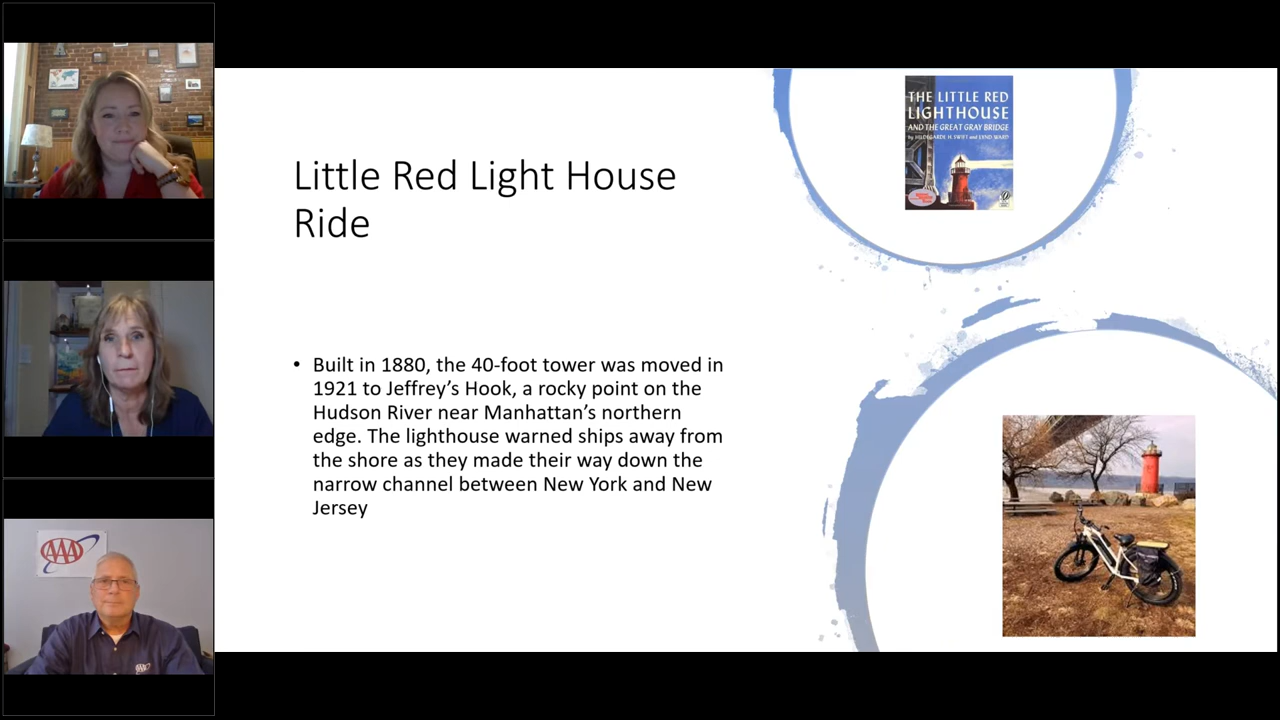 AAA
AAA
Little Red Light House
Ride
• Built in 1880, the 40-foot tower was moved in
1921 to Jeffrey’s Hook, a rocky point on the
Hudson River near Manhattan’s northern
edge. The lighthouse warned ships away from
the shore as they made their way down the
narrow channel between New York and New
Jersey
THE LITTLE RED
LIGHTHOUSE
AND THE GREAT GRAY BRIDGE
by HILDEGARDE H. SWIFT and LYND WARD